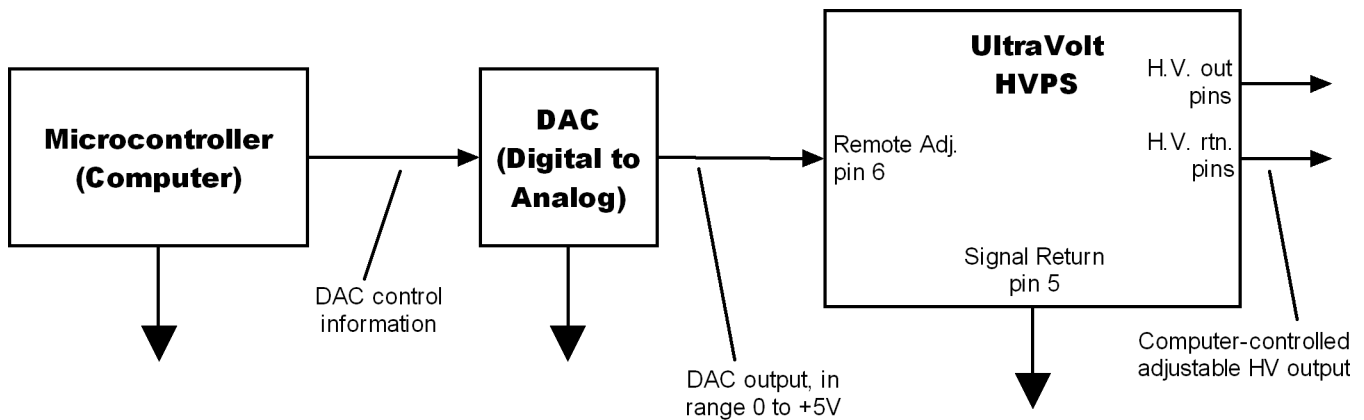 Microcontroller
(Computer)
DAC control
information
DAC
(Digital to
Analog)
DAC output, in
range 0 to +5V
UltraVolt
HVPS
Remote Adj.
pin 6
H.V. out
pins
H.V. rtn.
pins
Signal Return
pin 5
Computer-controlled
adjustable HV output